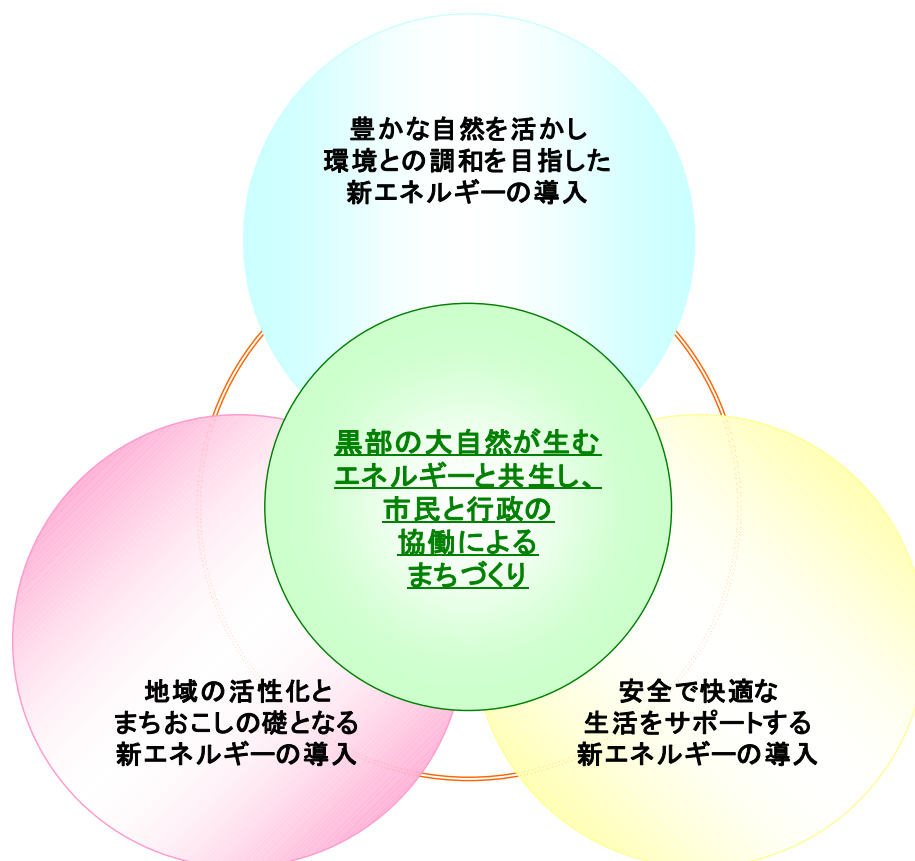 豊かな自然を活かし
環境との調和を目指した
新エネルギーの導入
黒部の大自然が生む
エネルギーと共生し、
市民と行政の
協働による
まちづくり
地域の活性化と
まちおこしの礎となる
新エネルギーの導入
安全で快適な
生活をサポートする
新エネルギーの導入